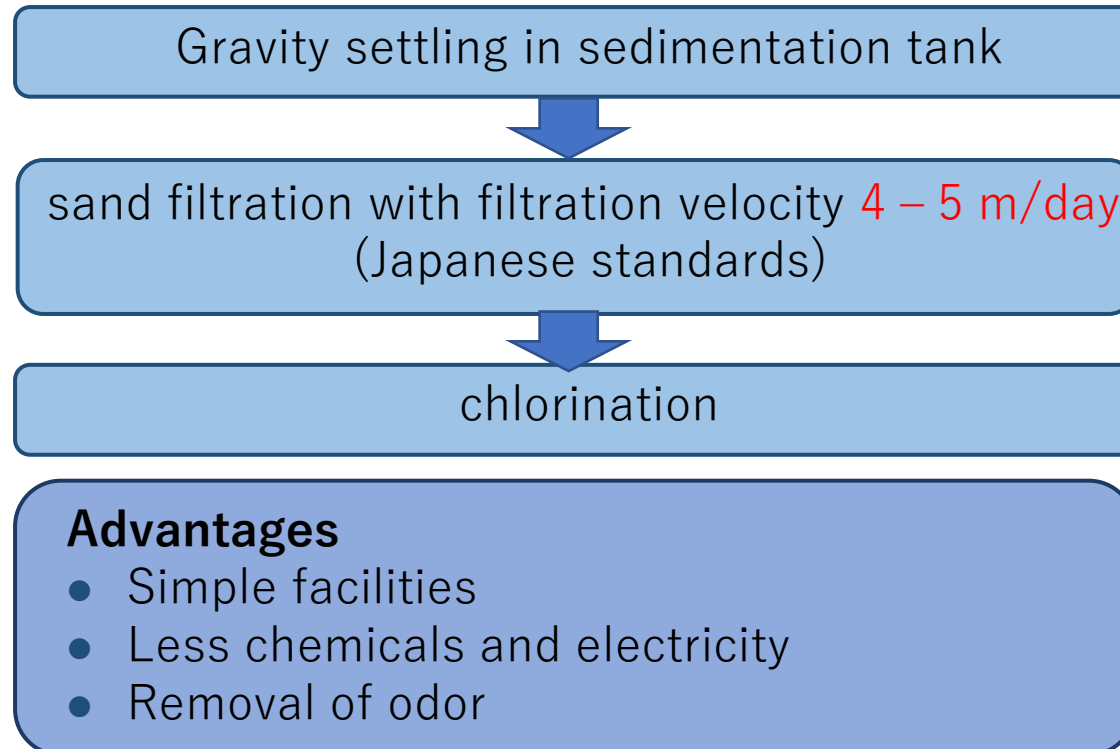 Gravity settling in sedimentation tank
sand filtration with filtration velocity 4 – 5 m/day
(Japanese standards)
chlorination
Advantages
● Simple facilities
● Less chemicals and electricity
● Removal of odor